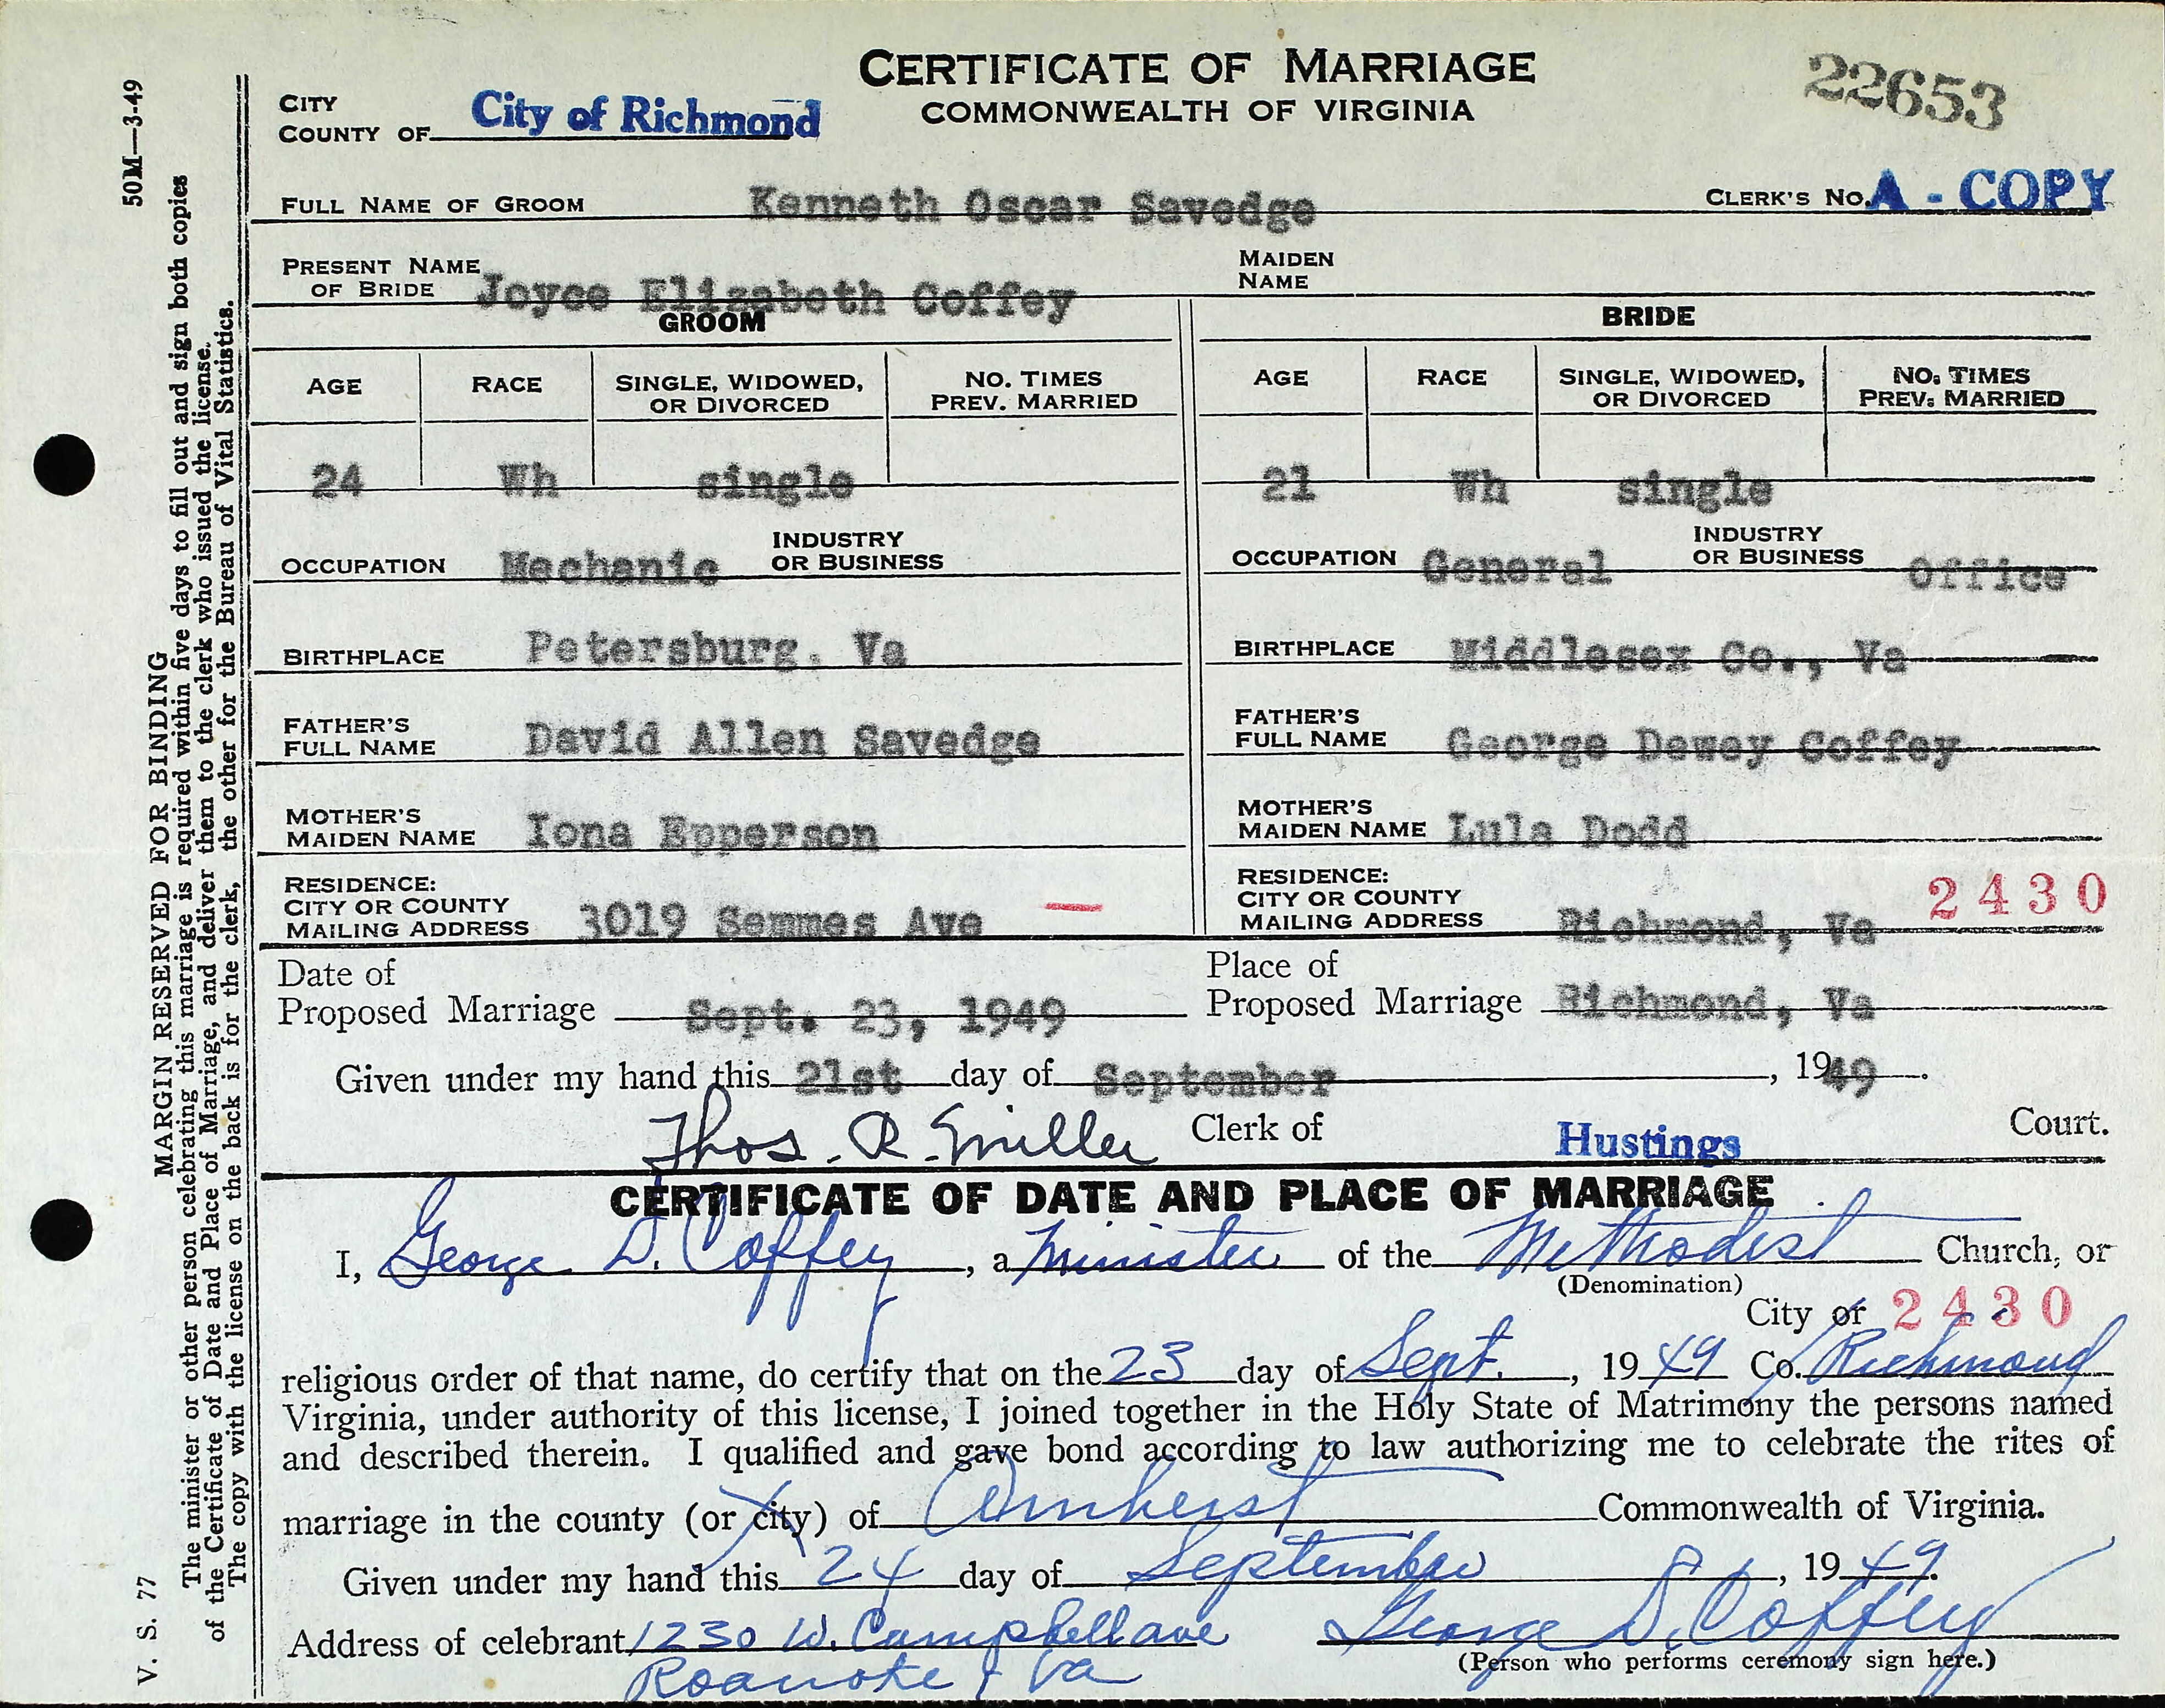 CERTIFICATE OF MARRIAGE
COMMONWEALTH OF VIRGINIA
22653
CITY
COUNTY OF City of Richmond
CLERK'S NO. A - COPY
FULL NAME OF GROOM Kenneth Oscar Savedge
PRESENT NAME OF BRIDE Joyce Elizabeth Coffey
MAIDEN NAME
GROOM
BRIDE
AGE RACE SINGLE, WIDOWED, OR DIVORCED NO. TIMES PREV. MARRIED
AGE RACE SINGLE, WIDOWED, OR DIVORCED NO. TIMES PREV. MARRIED
24 Wh single
21 Wh single
OCCUPATION Mechanic INDUSTRY OR BUSINESS
OCCUPATION General INDUSTRY OR BUSINESS Office
BIRTHPLACE Petersburg. Va
BIRTHPLACE Middlesex Co., Va
FATHER'S FULL NAME David Allen Savedge
FATHER'S FULL NAME George Dewey Coffey
MOTHER'S MAIDEN NAME Iona Epperson
MOTHER'S MAIDEN NAME Lula Dodd
RESIDENCE: CITY OR COUNTY MAILING ADDRESS 3019 Semmes Ave
RESIDENCE: CITY OR COUNTY MAILING ADDRESS Richmond, Va
2430
Date of Proposed Marriage Sept. 23, 1949
Place of Proposed Marriage Richmond, Va
Given under my hand this 21st day of September, 1949.
Thos. R. Miller Clerk of Hustings Court.
CERTIFICATE OF DATE AND PLACE OF MARRIAGE
I, George D. Coffey, a Minister of the Methodist Church, or
(Denomination)
City or 2430
religious order of that name, do certify that on the 23 day of Sept., 1949 Co. Richmond
Virginia, under authority of this license, I joined together in the Holy State of Matrimony the persons named
and described therein. I qualified and gave bond according to law authorizing me to celebrate the rites of
marriage in the county (or city) of Amherst Commonwealth of Virginia.
Given under my hand this 24 day of September, 1949.
Address of celebrant 1230 W. Campbell ave George D. Coffey
Roanoke, Va
(Person who performs ceremony sign here.)
50M—3-49
MARGIN RESERVED FOR BINDING
The minister or other person celebrating this marriage is required within five days to fill out and sign both copies
of the Certificate of Date and Place of Marriage, and deliver them to the clerk who issued the license.
The copy with the license on the back is for the clerk, the other for the Bureau of Vital Statistics.
V. S. 77